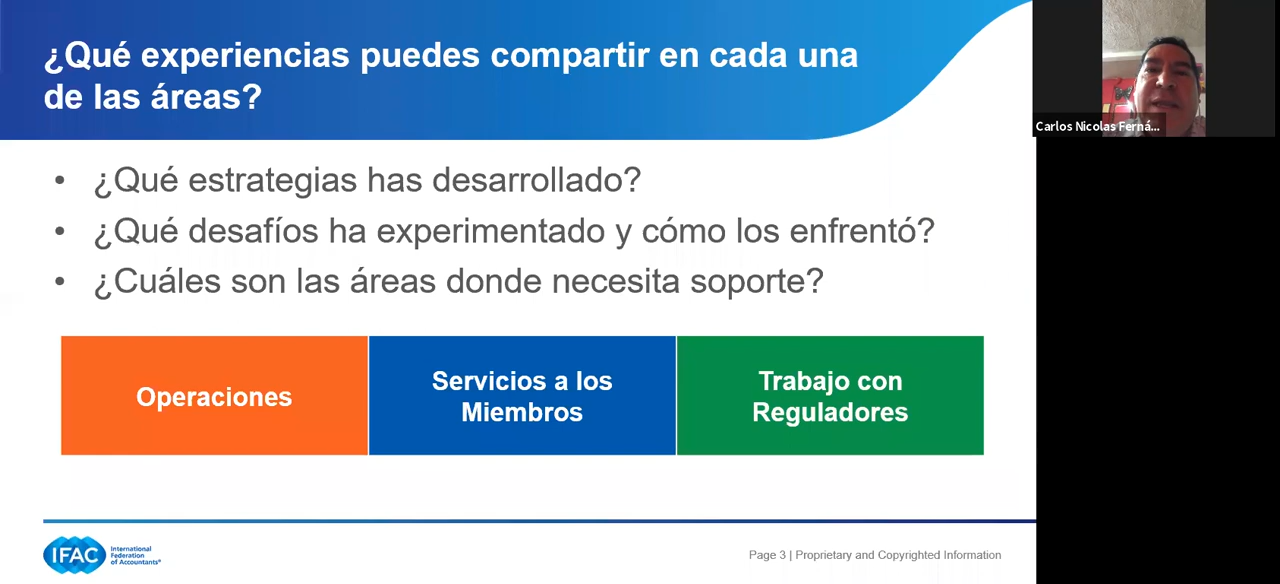 ¿Qué experiencias puedes compartir en cada una
de las áreas?
Carlos Nicolas Ferná...
• ¿Qué estrategias has desarrollado?
• ¿Qué desafíos ha experimentado y cómo los enfrentó?
• ¿Cuáles son las áreas donde necesita soporte?
Operaciones
Servicios a los
Miembros
Trabajo con
Reguladores
IFAC
International
Federation
of Accountants®
Page 3 | Proprietary and Copyrighted Information